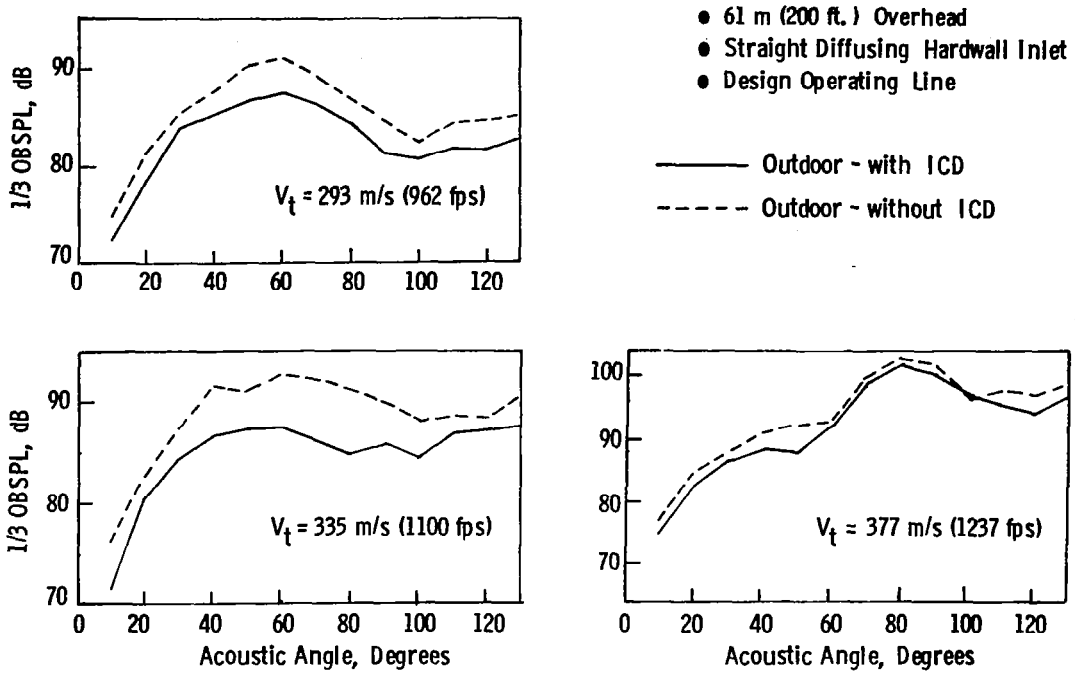 1/3 OBSPL, dB
90
80
70
0 20 40 60 80 100 120
Vt = 293 m/s (962 fps)
● 61 m (200 ft.) Overhead
● Straight Diffusing Hardwall Inlet
● Design Operating Line
Outdoor - with ICD
Outdoor - without ICD
1/3 OBSPL, dB
90
80
70
0 20 40 60 80 100 120
Vt = 335 m/s (1100 fps)
Acoustic Angle, Degrees
100
90
80
70
0 20 40 60 80 100 120
Vt = 377 m/s (1237 fps)
Acoustic Angle, Degrees